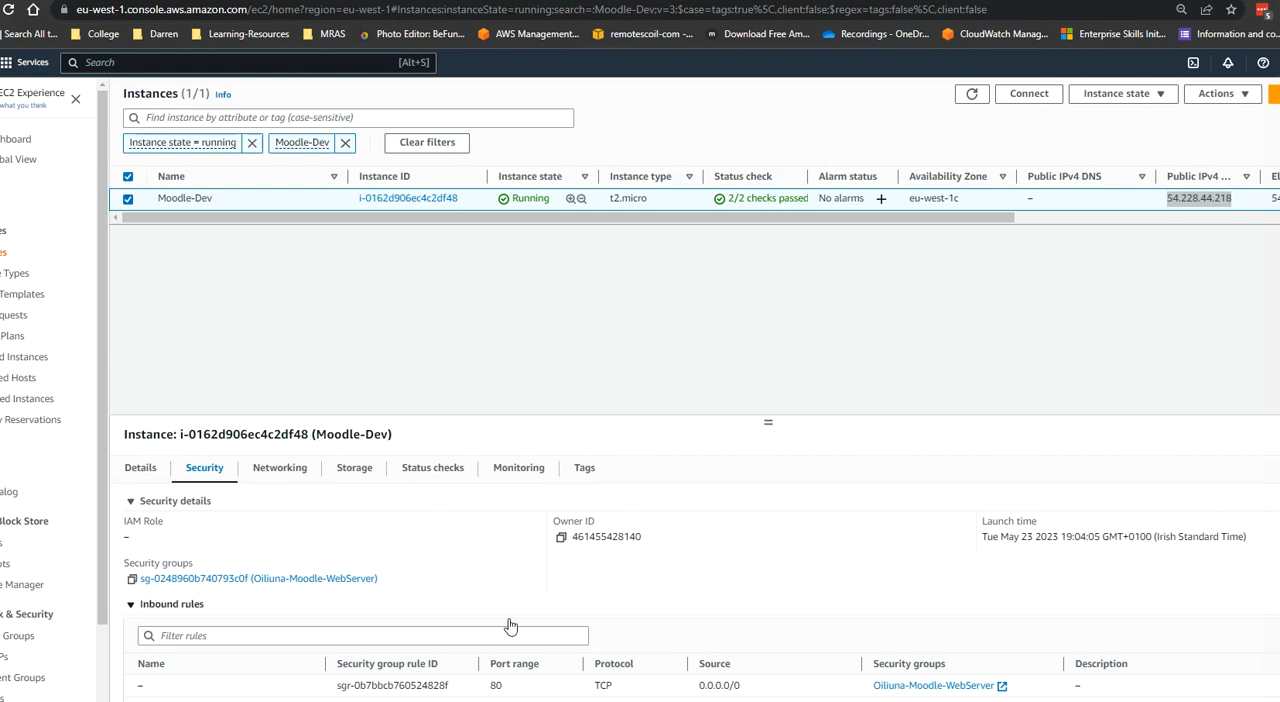 eu-west-1.console.aws.amazon.com/ec2/home?region=eu-west-1#Instances:instanceState=running;search=:Moodle-Dev;v=3;$case=tags:true%5C,client:false;$regex=tags:false%5C,client:false
Search All t... College Darren Learning-Resources MRAS Photo Editor: BeFun... AWS Management... remotescoil-com -... Download Free Am... Recordings - OneDr... CloudWatch Manag... Enterprise Skills Init... Information and co...
Services Search [Alt+S]
EC2 Experience
what you think
Instances (1/1) Info Connect Instance state Actions
Find instance by attribute or tag (case-sensitive)
Instance state = running Moodle-Dev Clear filters
Name Instance ID Instance state Instance type Status check Alarm status Availability Zone Public IPv4 DNS Public IPv4 ... El
Moodle-Dev i-0162d906ec4c2df48 Running t2.micro 2/2 checks passed No alarms + eu-west-1c – 54.228.44.218 54
hboard
bal View
es
es
e Types
Templates
quests
Plans
d Instances
ed Hosts
ed Instances
y Reservations
alog
Block Store
s
ots
e Manager
k & Security
Groups
Ps
ent Groups
s
Instance: i-0162d906ec4c2df48 (Moodle-Dev)
Details Security Networking Storage Status checks Monitoring Tags
Security details
IAM Role Owner ID Launch time
– 461455428140 Tue May 23 2023 19:04:05 GMT+0100 (Irish Standard Time)
Security groups
sg-0248960b740793c0f (Oiliuna-Moodle-WebServer)
Inbound rules
Filter rules
Name Security group rule ID Port range Protocol Source Security groups Description
– sgr-0b7bbcb760524828f 80 TCP 0.0.0.0/0 Oiliuna-Moodle-WebServer –